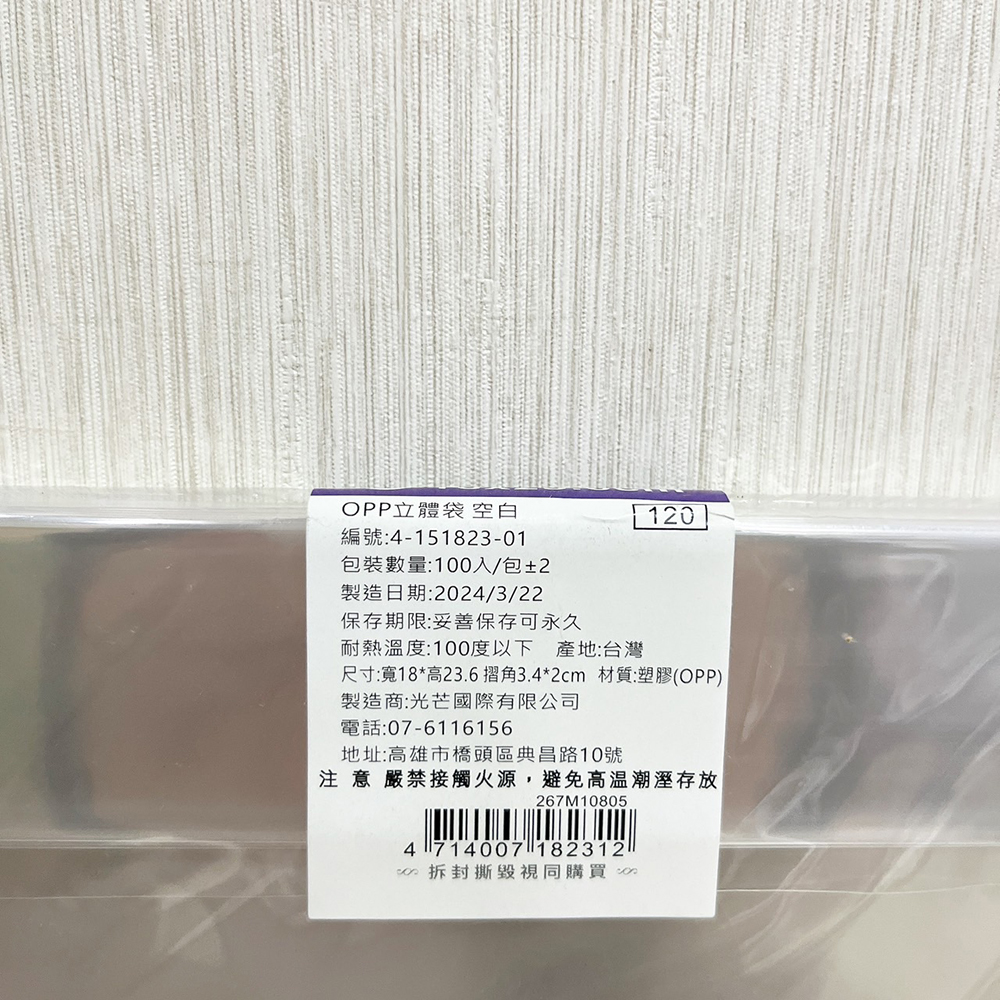 OPP立體袋 空白
120
編號:4-151823-01
包裝數量:100入/包±2
製造日期:2024/3/22
保存期限:妥善保存可永久
耐熱溫度:100度以下 產地:台灣
尺寸:寬18*高23.6 摺角3.4*2cm 材質:塑膠(OPP)
製造商:光芒國際有限公司
電話:07-6116156
地址:高雄市橋頭區典昌路10號
注 意 嚴禁接觸火源，避免高温潮溼存放
267M10805
4 714007 182312
拆封撕毀視同購買